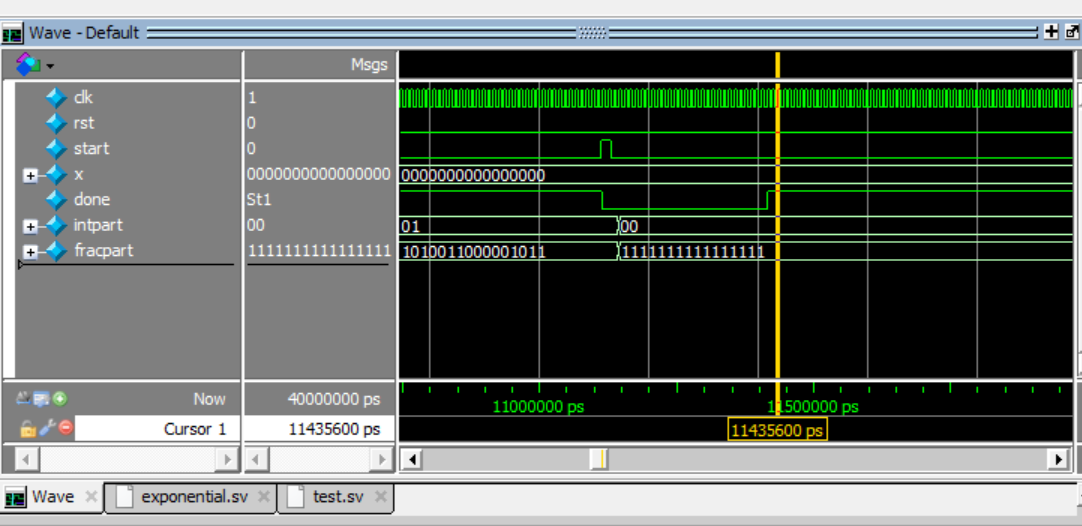 Wave - Default
Msgs
clk 1
rst 0
start 0
x 0000000000000000 0000000000000000
done St1
intpart 00 01 00
fracpart 1111111111111111 1010011000001011 1111111111111111
Now 40000000 ps 11000000 ps 11500000 ps
Cursor 1 11435600 ps 11435600 ps
Wave exponential.sv test.sv